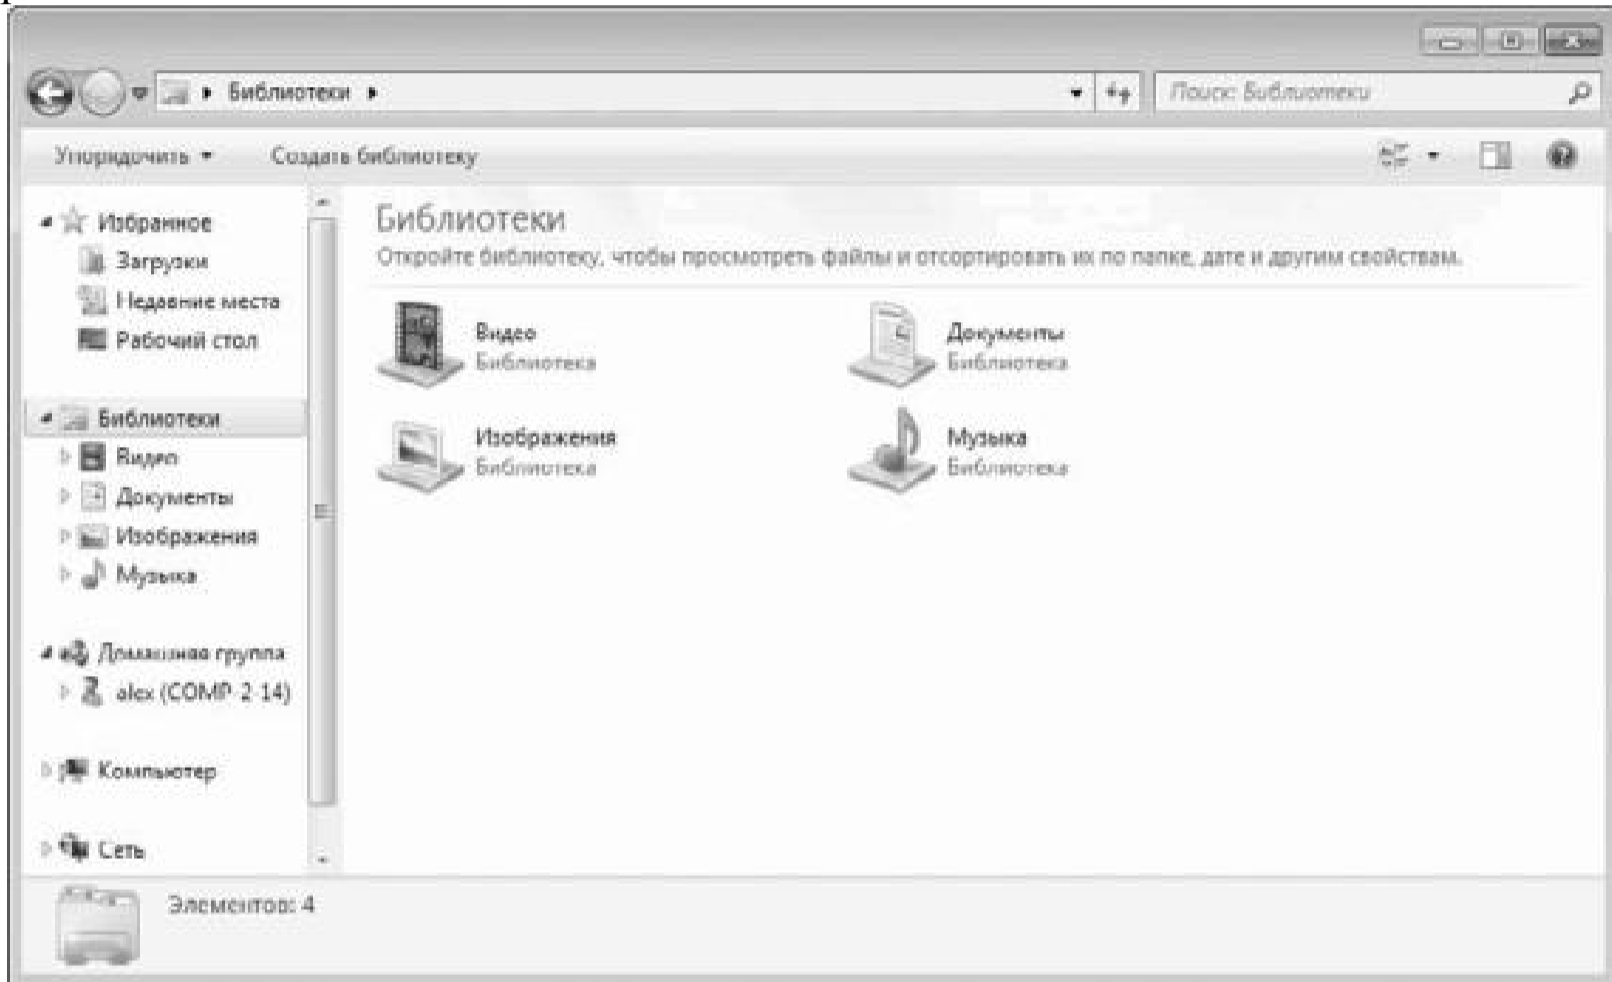 Библиотеки
Поиск: Библиотеки
Упорядочить Создать библиотеку
Избранное
Загрузки
Недавние места
Рабочий стол
Библиотеки
Видео
Документы
Изображения
Музыка
Домашняя группа
alex (COMP-2-14)
Компьютер
Сеть
Библиотеки
Откройте библиотеку, чтобы просмотреть файлы и отсортировать их по папке, дате и другим свойствам.
Видео
Библиотека
Документы
Библиотека
Изображения
Библиотека
Музыка
Библиотека
Элементов: 4